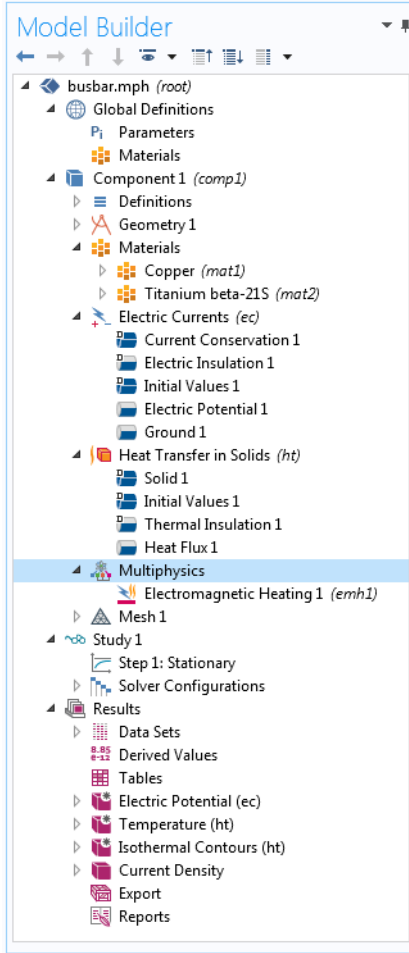 Model Builder
busbar.mph (root)
Global Definitions
Pi Parameters
Materials
Component 1 (comp1)
Definitions
Geometry 1
Materials
Copper (mat1)
Titanium beta-21S (mat2)
Electric Currents (ec)
D Current Conservation 1
D Electric Insulation 1
D Initial Values 1
Electric Potential 1
Ground 1
Heat Transfer in Solids (ht)
D Solid 1
D Initial Values 1
D Thermal Insulation 1
Heat Flux 1
Multiphysics
Electromagnetic Heating 1 (emh1)
Mesh 1
Study 1
Step 1: Stationary
Solver Configurations
Results
Data Sets
8.85 e-12 Derived Values
Tables
Electric Potential (ec)
Temperature (ht)
Isothermal Contours (ht)
Current Density
Export
Reports